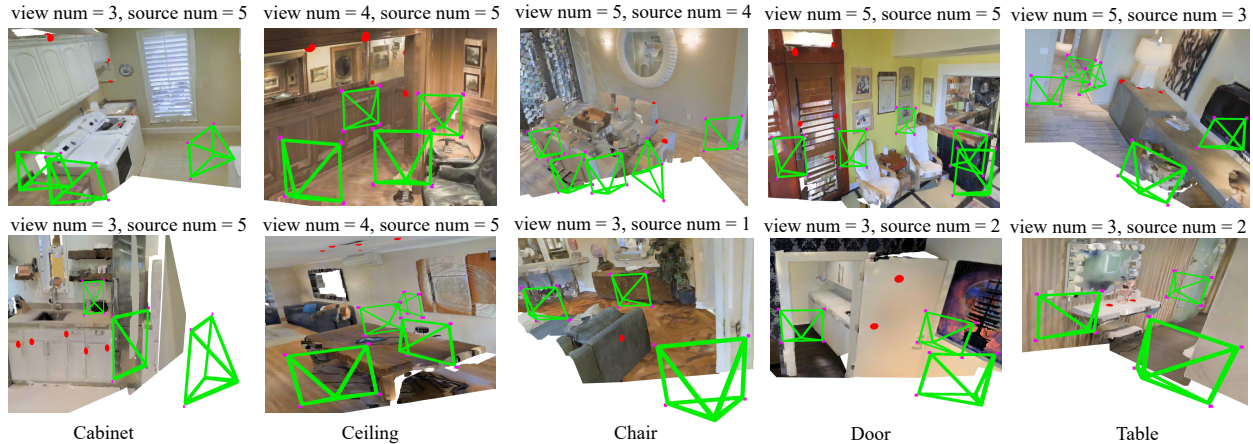 view num = 3, source num = 5
view num = 4, source num = 5
view num = 5, source num = 4
view num = 5, source num = 5
view num = 5, source num = 3
view num = 3, source num = 5
view num = 4, source num = 5
view num = 3, source num = 1
view num = 3, source num = 2
view num = 3, source num = 2
Cabinet
Ceiling
Chair
Door
Table